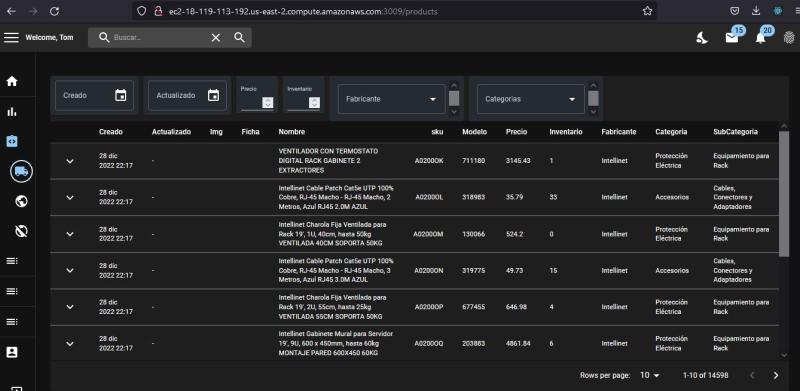 ec2-18-119-113-192.us-east-2.compute.amazonaws.com:3009/products
Welcome, Tom
Buscar...
15
20
Creado
Actualizado
Precio
Inventario
Fabricante
Categorias
Creado Actualizado Img Ficha Nombre sku Modelo Precio Inventario Fabricante Categoria SubCategoria
28 dic
2022 22:17
-
VENTILADOR CON TERMOSTATO
DIGITAL RACK GABINETE 2
EXTRACTORES
A0200OK
711180
3145.43
1
Intellinet
Protección
Eléctrica
Equipamiento para
Rack
28 dic
2022 22:17
-
Intellinet Cable Patch Cat5e UTP 100%
Cobre, RJ-45 Macho - RJ-45 Macho, 2
Metros, Azul RJ45 2.0M AZUL
A0200OL
318983
35.79
33
Intellinet
Accesorios
Cables,
Conectores y
Adaptadores
28 dic
2022 22:17
-
Intellinet Charola Fija Ventilada para
Rack 19', 1U, 40cm, hasta 50kg
VENTILADA 40CM SOPORTA 50KG
A0200OM
130066
524.2
0
Intellinet
Protección
Eléctrica
Equipamiento para
Rack
28 dic
2022 22:17
-
Intellinet Cable Patch Cat5e UTP 100%
Cobre, RJ-45 Macho - RJ-45 Macho, 3
Metros, Azul RJ45 3.0M AZUL
A0200ON
319775
49.73
15
Intellinet
Accesorios
Cables,
Conectores y
Adaptadores
28 dic
2022 22:17
-
Intellinet Charola Fija Ventilada para
Rack 19', 2U, 55cm, hasta 25kg
VENTILADA 55CM SOPORTA 50KG
A0200OP
677455
646.98
4
Intellinet
Protección
Eléctrica
Equipamiento para
Rack
28 dic
2022 22:17
-
Intellinet Gabinete Mural para Servidor
19', 9U, 600 x 450mm, hasta 60kg
MONTAJE PARED 600X450 60KG
A0200OQ
203883
4861.84
6
Intellinet
Protección
Eléctrica
Equipamiento para
Rack
Rows per page: 10 1-10 of 14598